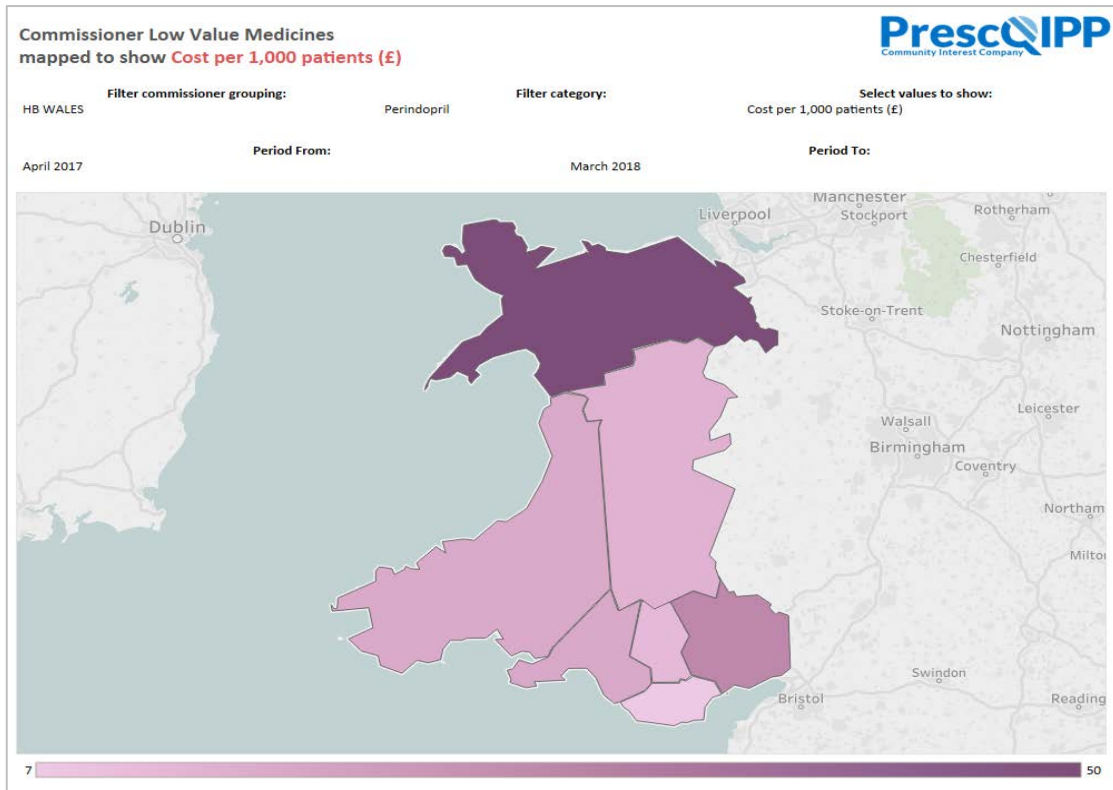 Commissioner Low Value Medicines
mapped to show Cost per 1,000 patients (£)
PrescQIPP
Community Interest Company
Filter commissioner grouping:
HB WALES
Filter category:
Perindopril
Select values to show:
Cost per 1,000 patients (£)
Period From:
April 2017
Period To:
March 2018
Manchester
Liverpool
Stockport
Rotherham
Dublin
Chesterfield
Stoke-on-Trent
Nottingham
Leicester
Walsall
Birmingham
Coventry
Northam
Milto
Swindon
Bristol
Reading
7
50